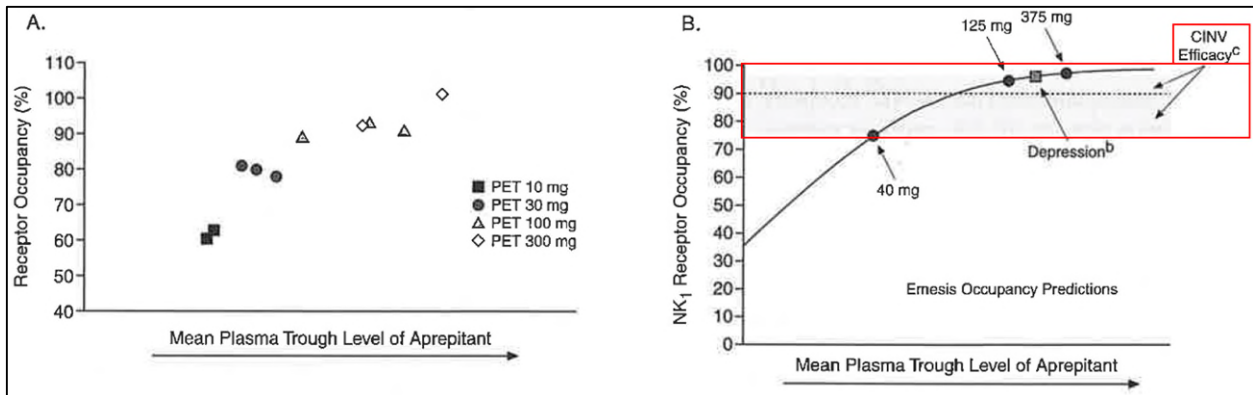 A.
Receptor Occupancy (%)
110
100
90
80
70
60
50
40
PET 10 mg
PET 30 mg
PET 100 mg
PET 300 mg
Mean Plasma Trough Level of Aprepitant
B.
NK1 Receptor Occupancy (%)
100
90
80
70
60
50
40
30
20
10
0
125 mg
375 mg
CINV
Efficacyc
Depressionb
40 mg
Emesis Occupancy Predictions
Mean Plasma Trough Level of Aprepitant